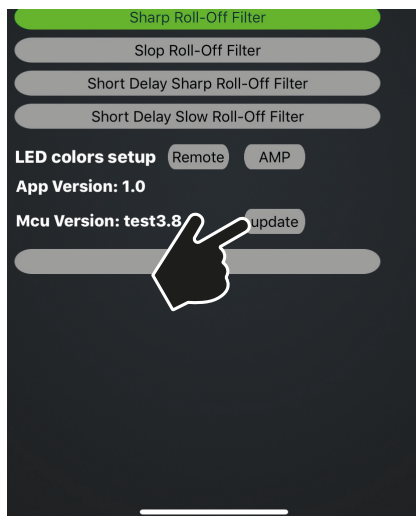 Sharp Roll-Off Filter
Slop Roll-Off Filter
Short Delay Sharp Roll-Off Filter
Short Delay Slow Roll-Off Filter
LED colors setup Remote AMP
App Version: 1.0
Mcu Version: test3.8 update